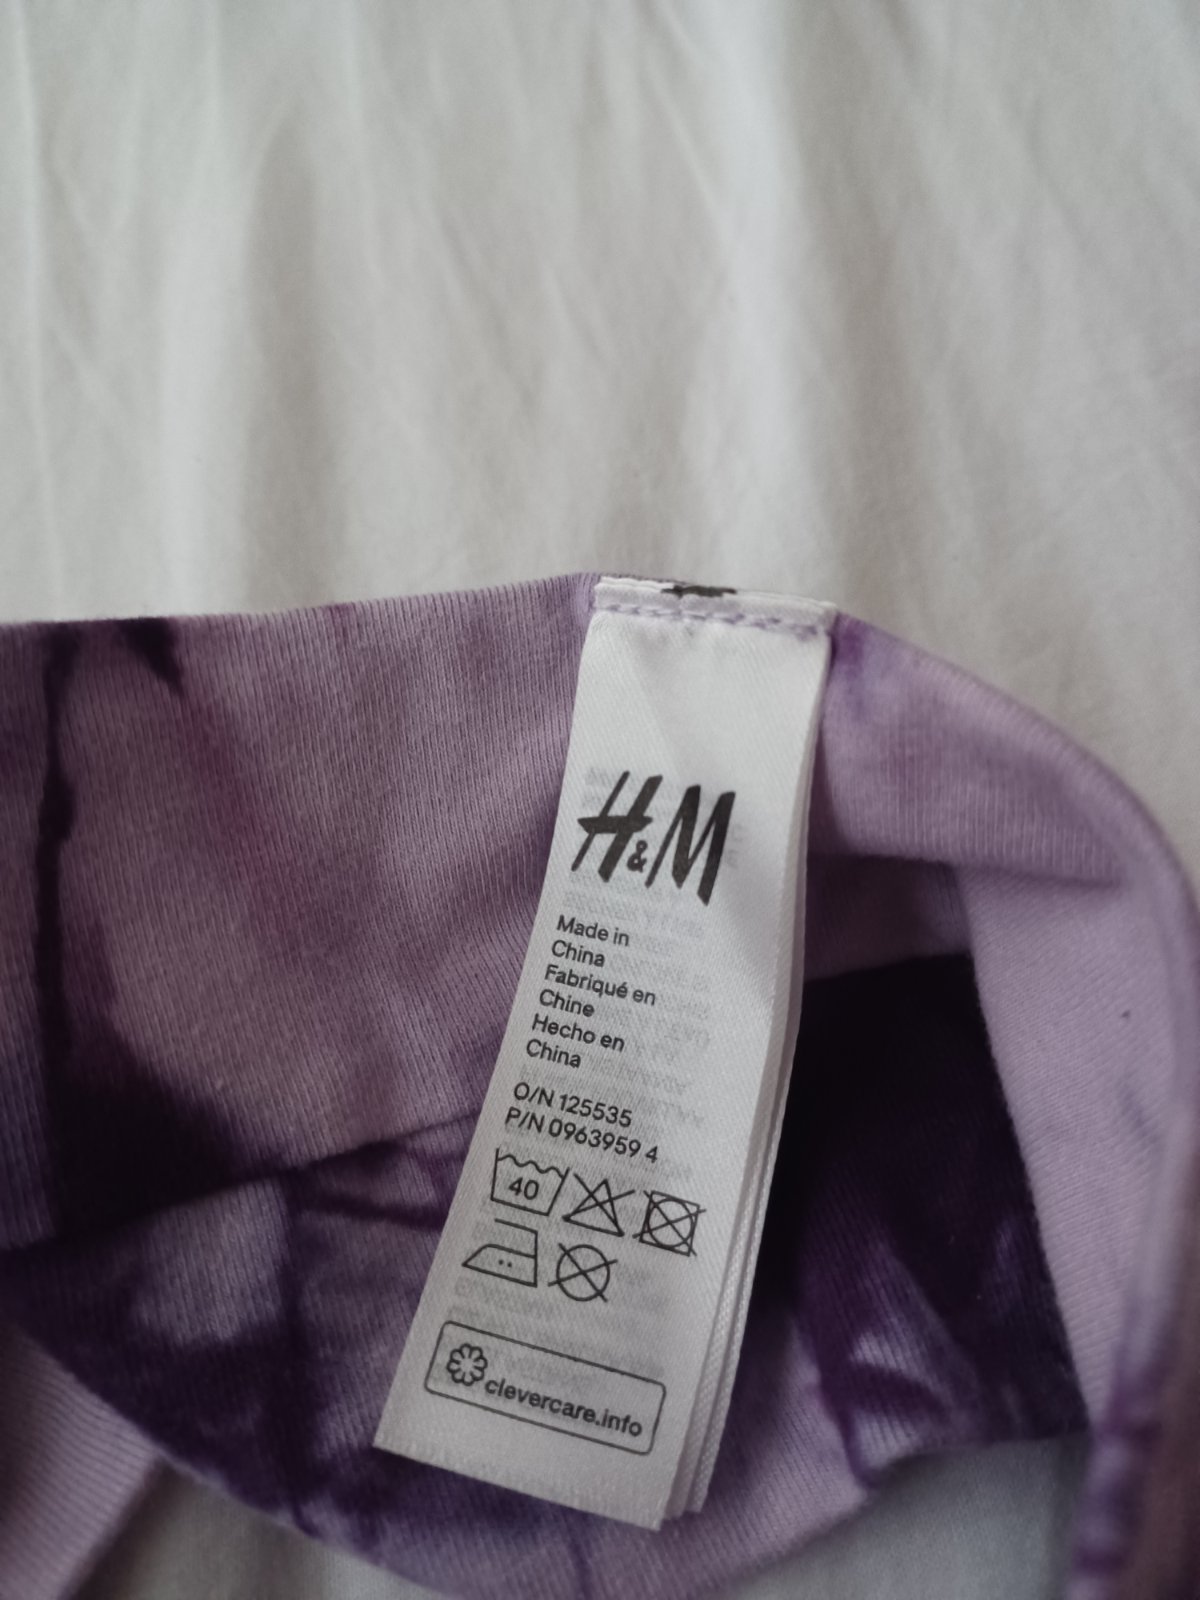 H&M
Made in
China
Fabriqué en
Chine
Hecho en
China
O/N 125535
P/N 0963959 4
40
clevercare.info